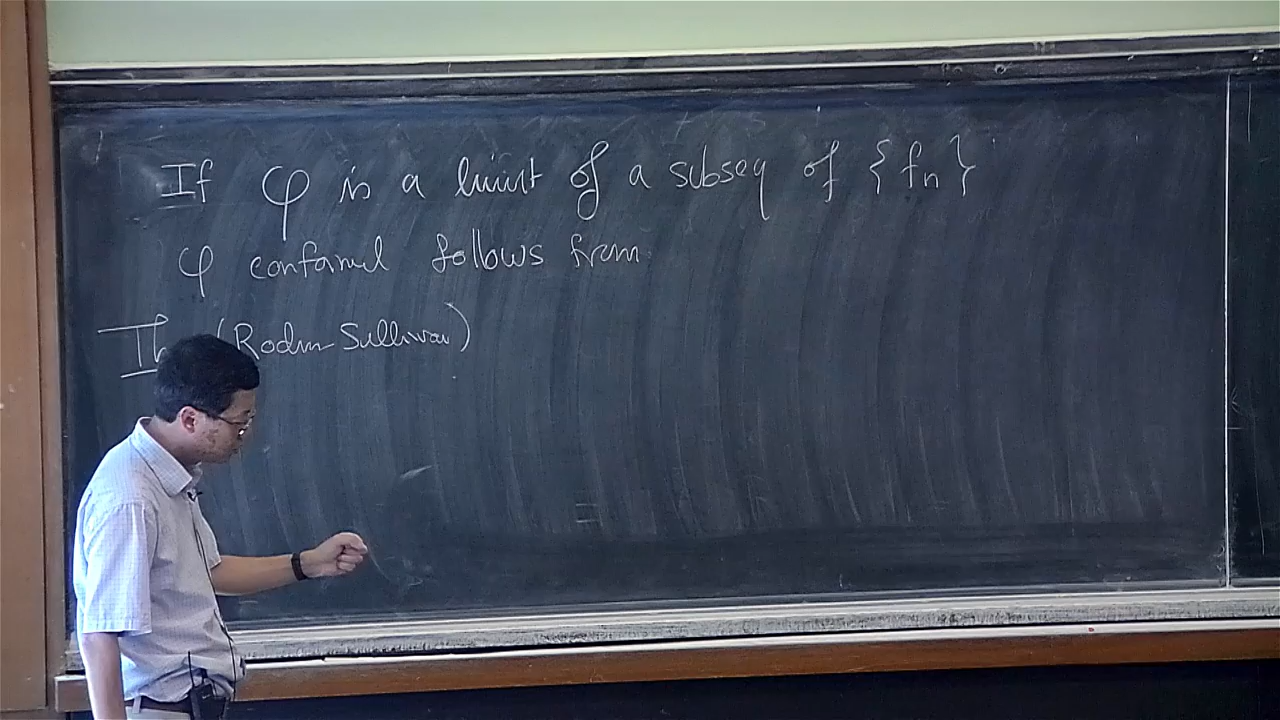 If φ is a limit of a subseq of {fn}
φ conformal follows from
Th (Rodin-Sullivan)